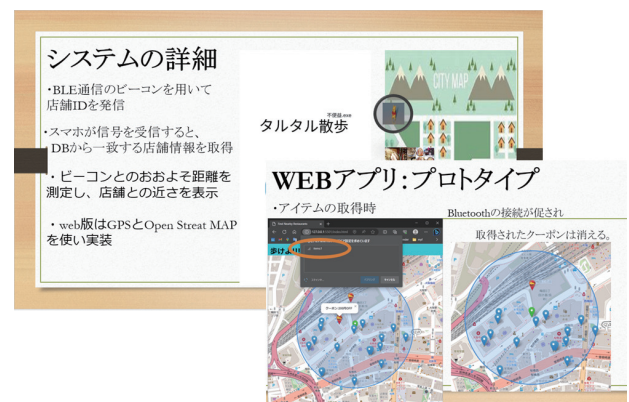 システムの詳細
・BLE通信のビーコンを用いて
店舗IDを発信
・スマホが信号を受信すると、
DBから一致する店舗情報を取得
・ビーコンとのおおよそ距離を
測定し、店舗との近さを表示
・web版はGPSとOpen Streat MAP
を使い実装
不便益.exe
タルタル散歩
CITY MAP
WEBアプリ:プロトタイプ
・アイテムの取得時
Bluetoothの接続が促され
取得されたクーポンは消える。
歩けよ